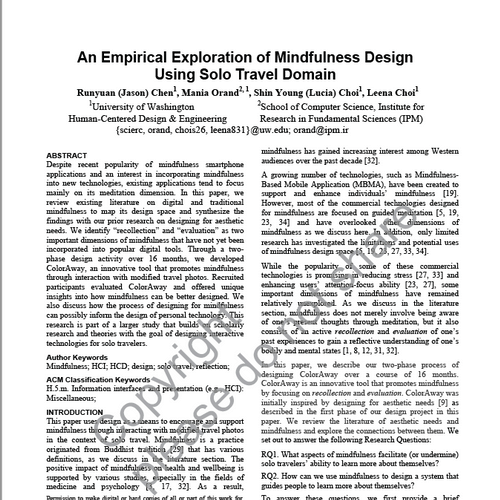 An Empirical Exploration of Mindfulness Design
Using Solo Travel Domain
Runyuan (Jason) Chen1, Mania Orand2, 1, Shin Young (Lucia) Choi1, Leena Choi1
1University of Washington
Human-Centered Design & Engineering
2School of Computer Science, Institute for
Research in Fundamental Sciences (IPM)
{scierc, orand, chois26, leena831}@uw.edu; orand@ipm.ir
ABSTRACT
Despite recent popularity of mindfulness smartphone
applications and an interest in incorporating mindfulness
into new technologies, existing applications tend to focus
mainly on its meditation dimension. In this paper, we
review existing literature on digital and traditional
mindfulness to map its design space and synthesize the
findings with our prior research on designing for aesthetic
needs. We identify “recollection” and “evaluation” as two
important dimensions of mindfulness that have not yet been
incorporated into popular digital tools. Through a two-
phase design activity over 16 months, we developed
ColorAway, an innovative tool that promotes mindfulness
through interaction with modified travel photos. Recruited
participants evaluated ColorAway and offered unique
insights into how mindfulness can be better designed. We
also discuss how the process of designing for mindfulness
can possibly inform the design of personal technology. This
research is part of a larger study that builds on scholarly
research and theories with the goal of designing interactive
technologies for solo travelers.
Author Keywords
Mindfulness; HCI; HCD; design; solo travel; reflection;
ACM Classification Keywords
H.5.m. Information interfaces and presentation (e.g., HCI):
Miscellaneous;
INTRODUCTION
This paper uses design as a means to encourage and support
mindfulness through interacting with modified travel photos
in the context of solo travel. Mindfulness is a practice
originated from Buddhist tradition [29] that has various
definitions, as we discuss in the literature section. The
positive impact of mindfulness on health and wellbeing is
supported by various studies, especially in the fields of
medicine and psychology [16, 17, 32]. As a result,
Permission to make digital or hard copies of all or part of this work for
mindfulness has gained increasing interest among Western
audiences over the past decade [32].
A growing number of technologies, such as Mindfulness-
Based Mobile Application (MBMA), have been created to
support and enhance individuals’ mindfulness [19].
However, most of the commercial technologies designed
for mindfulness are focused on guided meditation [5, 19,
23, 34] and have overlooked other dimensions of
mindfulness as we discuss here. In addition, only limited
research has investigated the limitations and potential uses
of mindfulness design space [6, 19, 23, 27, 33, 34].
While the popularity of some of these commercial
technologies is promising in reducing stress [27, 33] and
enhancing users’ attention-focus ability [23, 27], some
important dimensions of mindfulness have remained
relatively untouched. As we discuss in the literature
section, mindfulness does not merely involve being aware
of one’s present thoughts through meditation, but it also
consists of an active recollection and evaluation of one’s
past experiences to gain a reflective understanding of one’s
bodily and mental states [1, 8, 12, 31, 32].
In this paper, we describe our two-phase process of
designing ColorAway over a course of 16 months.
ColorAway is an innovative tool that promotes mindfulness
by focusing on recollection and evaluation. ColorAway was
initially inspired by designing for aesthetic needs [9] as
described in the first phase of our design project in this
paper. We review the literature of aesthetic needs and
mindfulness and explore the connections between them. We
set out to answer the following Research Questions:
RQ1. What aspects of mindfulness facilitate (or undermine)
solo travelers’ ability to learn more about themselves?
RQ2. How can we use mindfulness to design a system that
guides people to learn more about themselves?
To answer these questions, we first provide a brief
Copyright
Please do not share